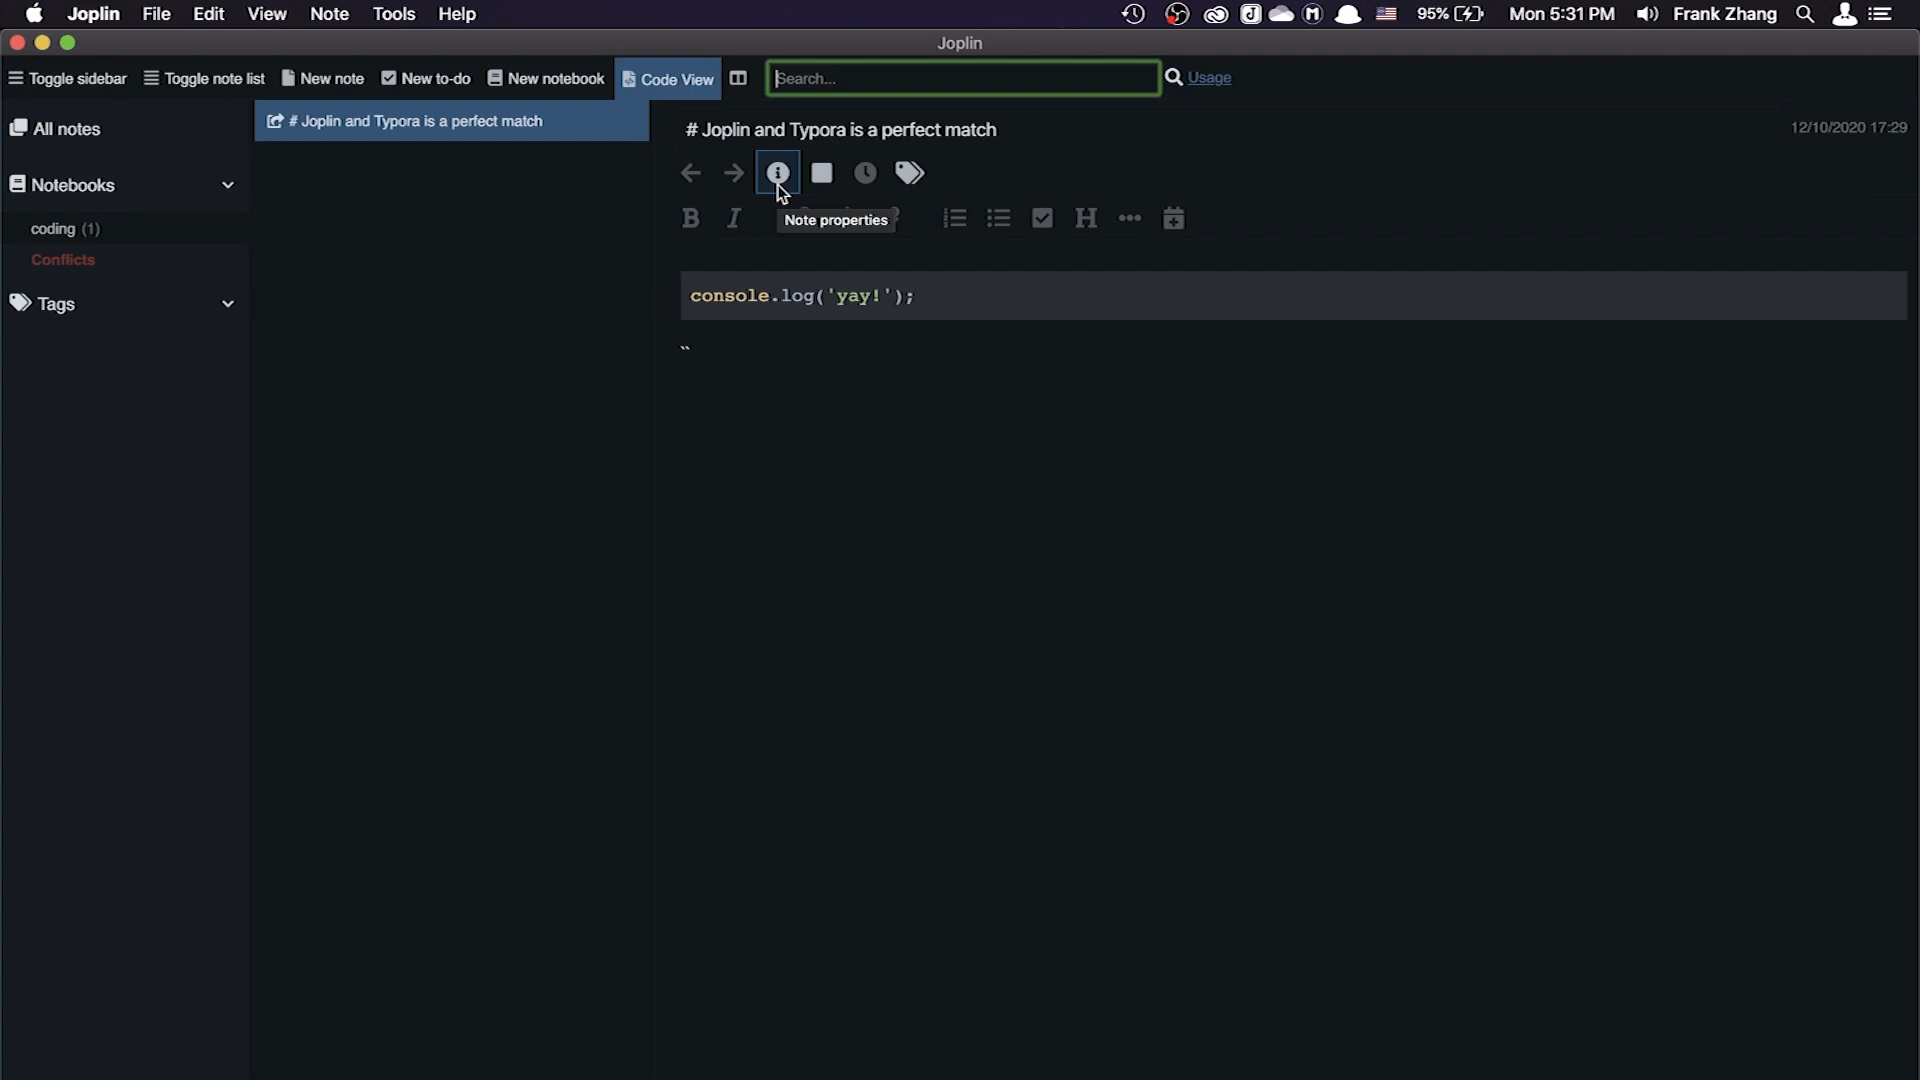 Joplin File Edit View Note Tools Help 95% Mon 5:31 PM Frank Zhang
Joplin
Toggle sidebar Toggle note list New note New to-do New notebook Code View Search... Usage
All notes
Notebooks
coding (1)
Conflicts
Tags
# Joplin and Typora is a perfect match
# Joplin and Typora is a perfect match 12/10/2020 17:29
Note properties
B I H
console.log('yay!');
``